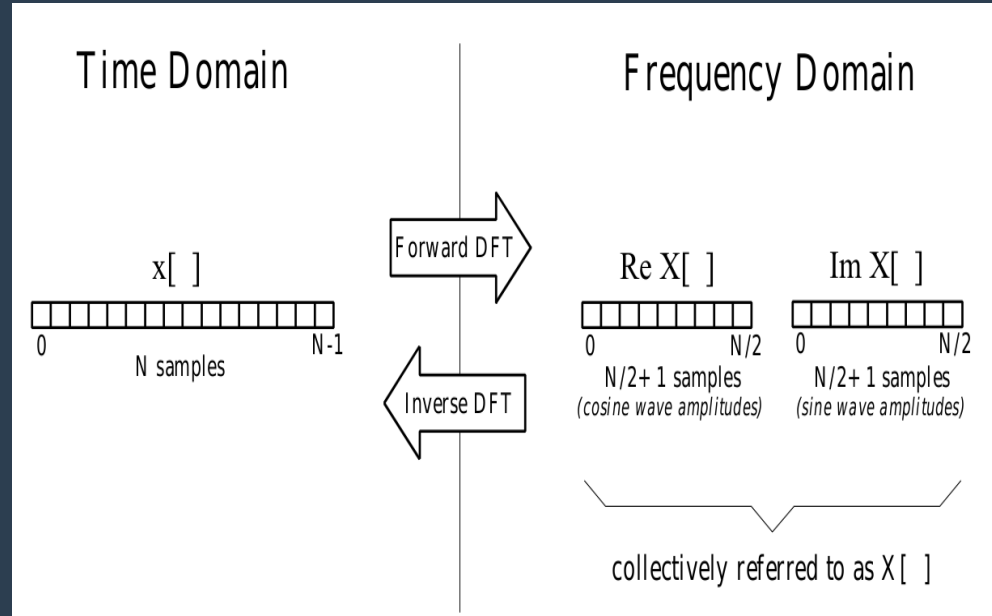 Time Domain
Frequency Domain
x[ ]
0
N-1
N samples
Forward DFT
Inverse DFT
Re X[ ]
0
N/2
N/2+1 samples
(cosine wave amplitudes)
Im X[ ]
0
N/2
N/2+1 samples
(sine wave amplitudes)
collectively referred to as X[ ]